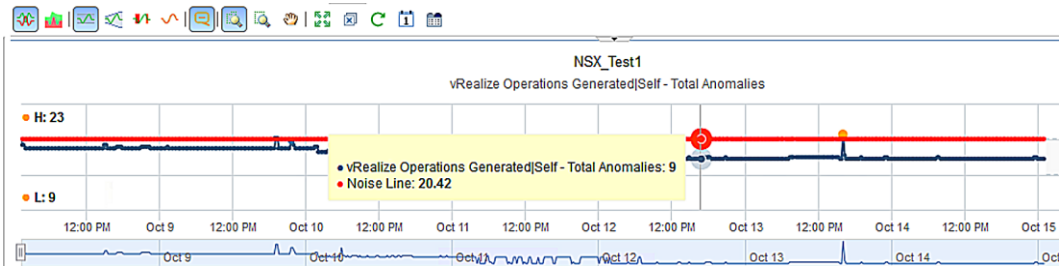 1
NSX_Test1
vRealize Operations Generated|Self - Total Anomalies
H: 23
vRealize Operations Generated|Self - Total Anomalies: 9
Noise Line: 20.42
L: 9
12:00 PM Oct 9 12:00 PM Oct 10 12:00 PM Oct 11 12:00 PM Oct 12 12:00 PM Oct 13 12:00 PM Oct 14 12:00 PM Oct 15
Oct 9 Oct 10 Oct 11 Oct 12 Oct 13 Oct 14 Oc